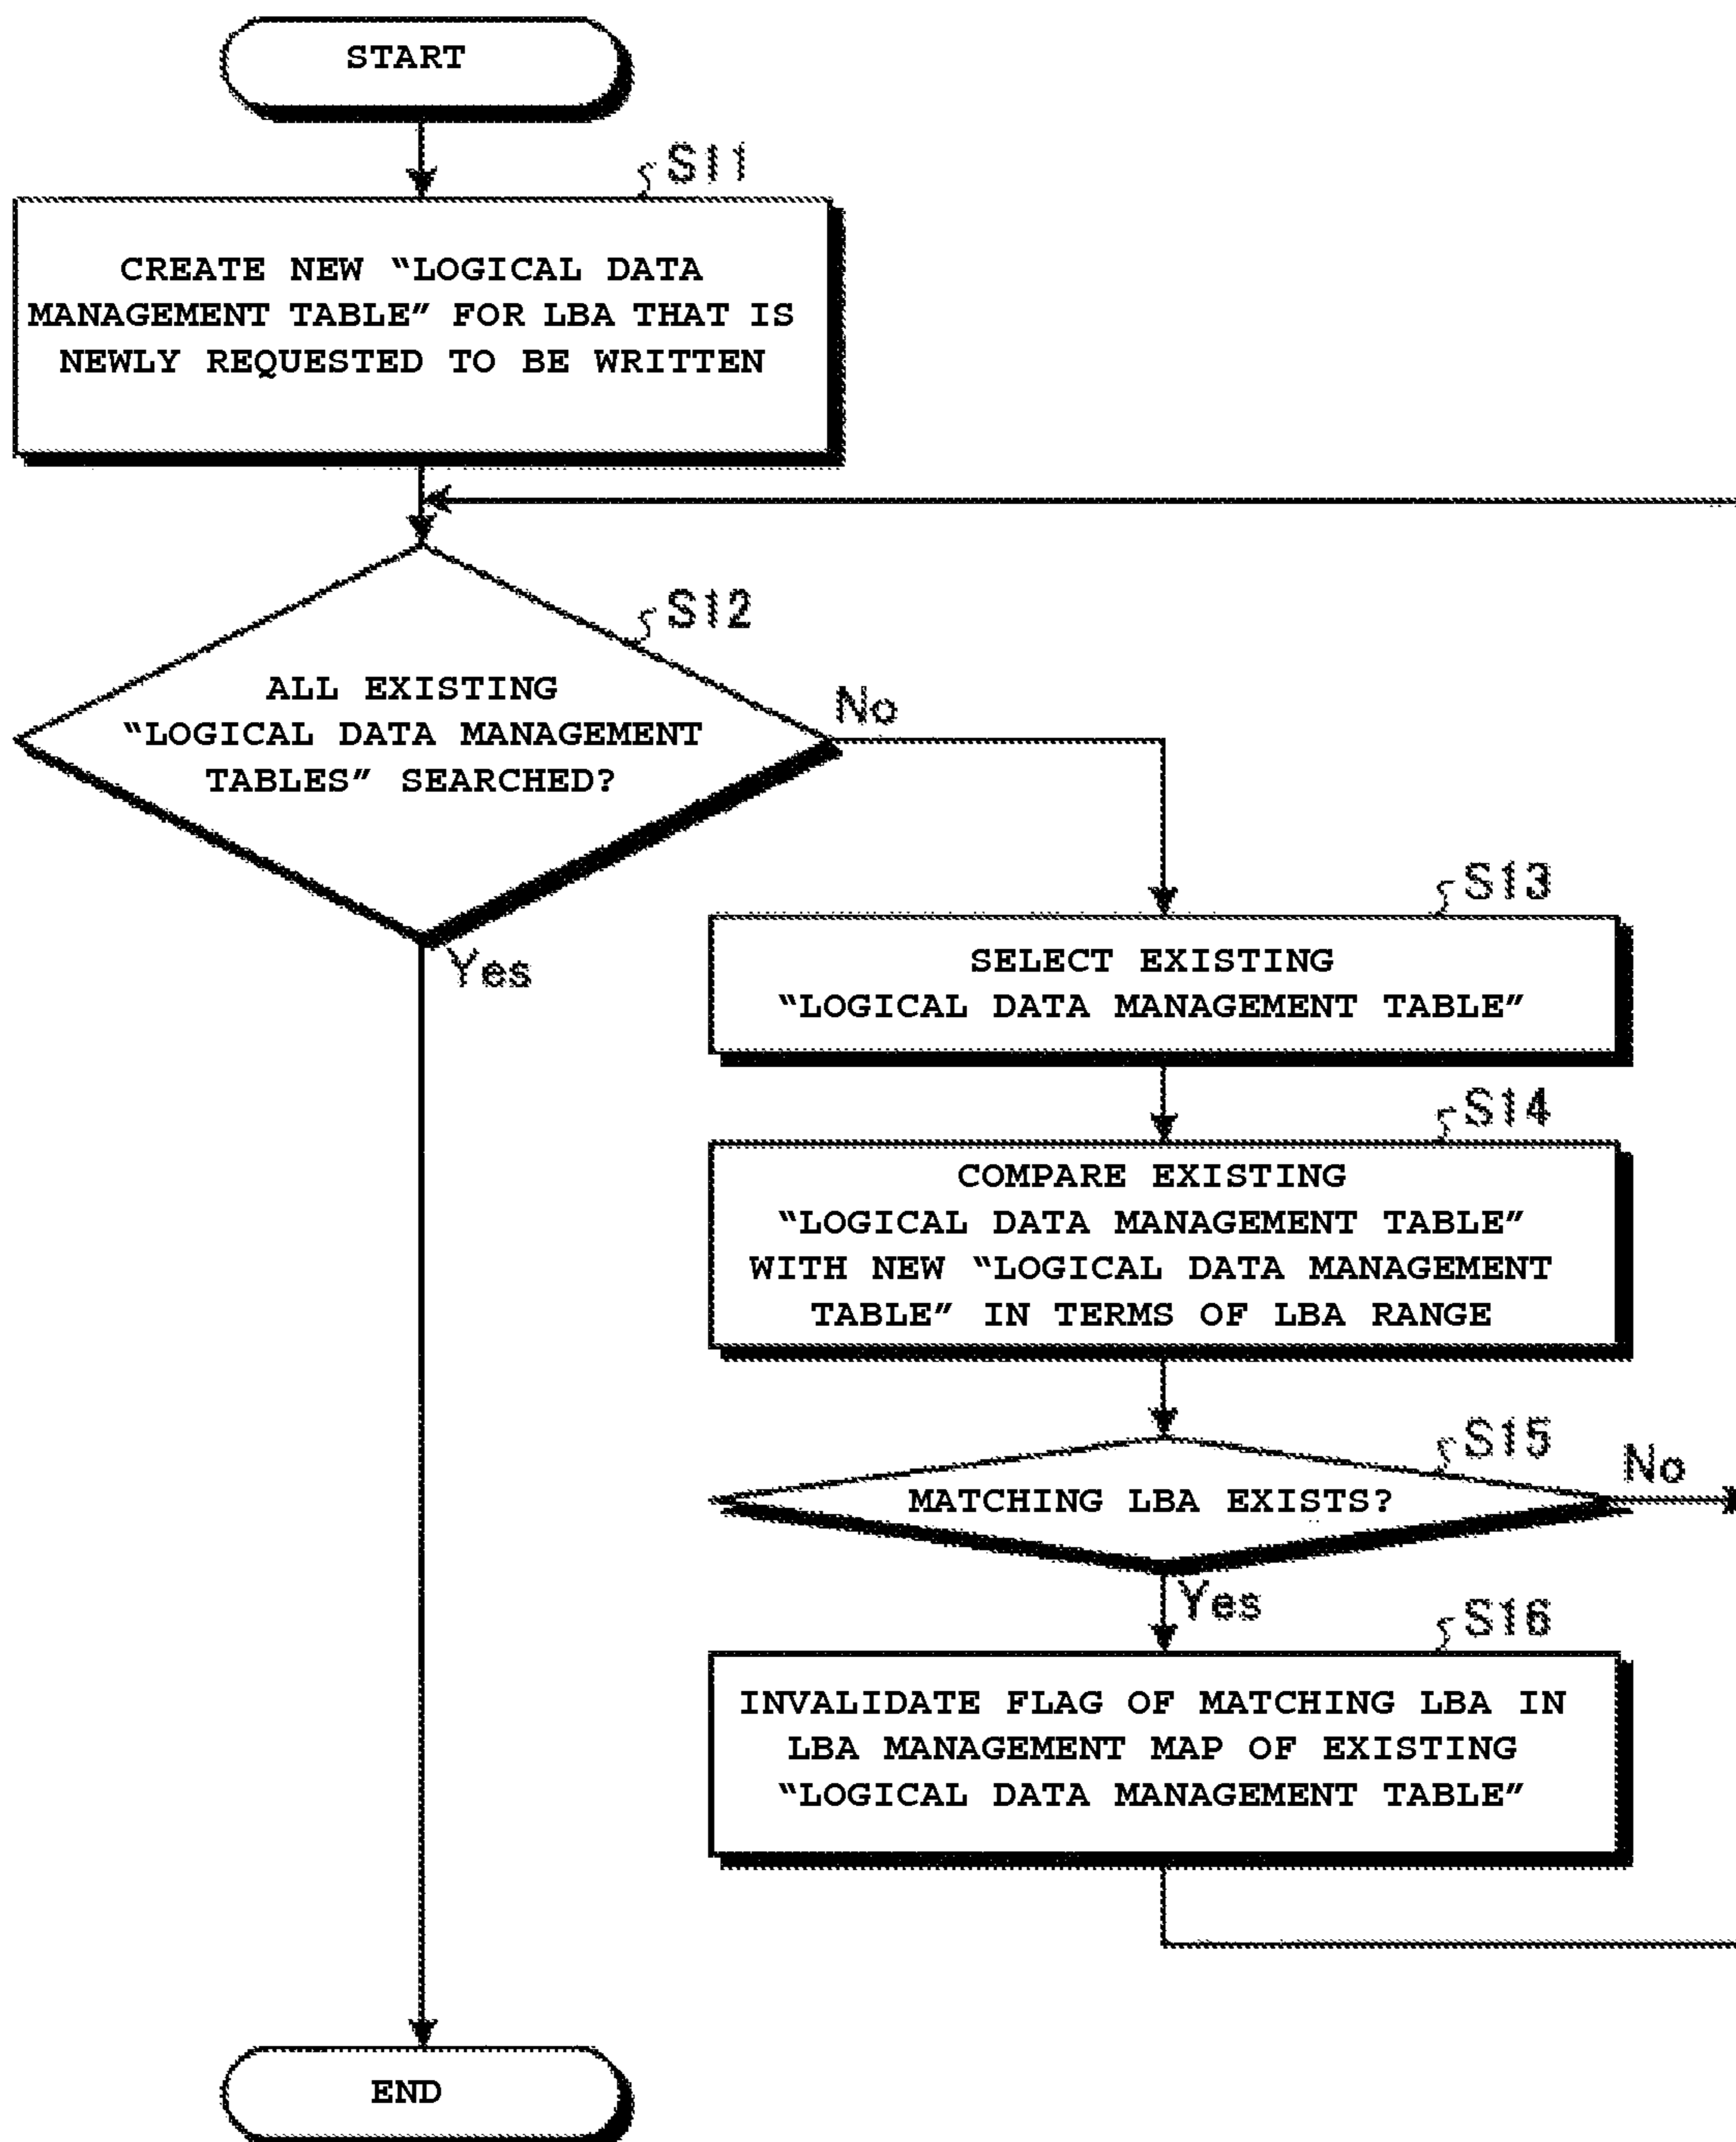 START
S11
CREATE NEW “LOGICAL DATA
MANAGEMENT TABLE” FOR LBA THAT IS
NEWLY REQUESTED TO BE WRITTEN
S12
ALL EXISTING
“LOGICAL DATA MANAGEMENT
TABLES” SEARCHED?
No
Yes
S13
SELECT EXISTING
“LOGICAL DATA MANAGEMENT TABLE”
S14
COMPARE EXISTING
“LOGICAL DATA MANAGEMENT TABLE”
WITH NEW “LOGICAL DATA MANAGEMENT
TABLE” IN TERMS OF LBA RANGE
S15
MATCHING LBA EXISTS?
No
Yes
S16
INVALIDATE FLAG OF MATCHING LBA IN
LBA MANAGEMENT MAP OF EXISTING
“LOGICAL DATA MANAGEMENT TABLE”
END